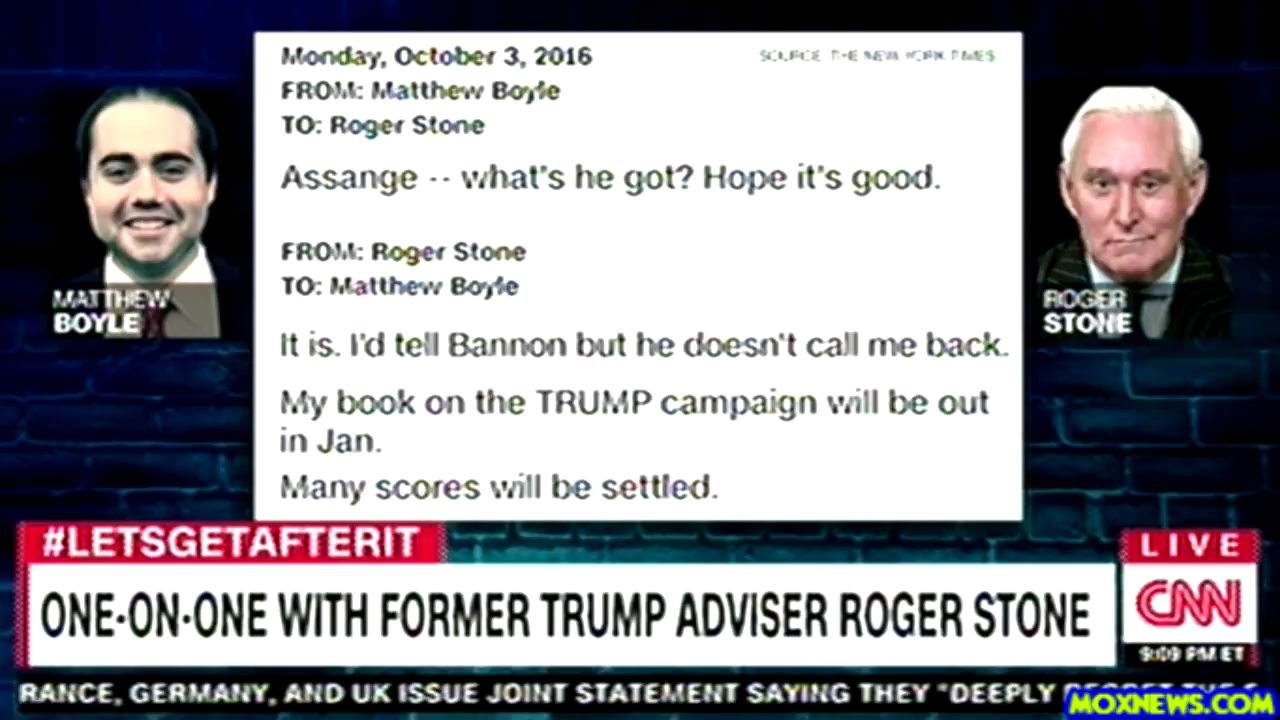 Monday, October 3, 2016
SOURCE: THE NEW YORK TIMES
FROM: Matthew Boyle
TO: Roger Stone
Assange -- what's he got? Hope it's good.
FROM: Roger Stone
TO: Matthew Boyle
It is. I'd tell Bannon but he doesn't call me back.
My book on the TRUMP campaign will be out
in Jan.
Many scores will be settled.
MATTHEW
BOYLE
ROGER
STONE
#LETSGETAFTERIT
ONE-ON-ONE WITH FORMER TRUMP ADVISER ROGER STONE
LIVE
CNN
9:09 PM ET
RANCE, GERMANY, AND UK ISSUE JOINT STATEMENT SAYING THEY "DEEPLY
MOXNEWS.COM